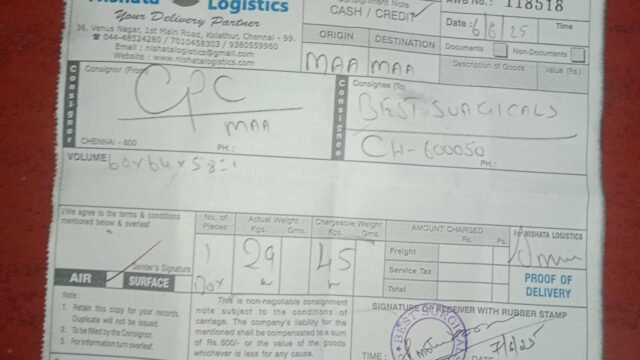 Nishata Logistics
Your Delivery Partner
36, Venus Nagar, 1st Main Road, Kolathur, Chennai - 99.
044-48524280 / 7010458303 / 9380559960
Email : nishatalogistics@gmail.com
Website : www.nishatalogistics.com
Consignment Note
CASH / CREDIT
AWB No. : 118518
Date : 6/6/25
Time
ORIGIN
DESTINATION
MAA
MAA
Documents
Non-Documents
Description of Goods
Value (Rs.)
Consignor
Consignor (From)
CPC
MAA
CHENNAI - 600
PH. :
Consignee
Consignee (To)
BEST SURGICALS
CH-600050
PH. :
VOLUME
60x64x58=1
I/We agree to the terms & conditions
mentioned below & overleaf
Sender's Signature
AIR
SURFACE
No. of Pieces
1
Box
Actual Weight
Kgs. Gms.
29
Chargeable Weight
Kgs. Gms.
45
AMOUNT CHARGED
Rs. Ps.
Freight
Service Tax
Total
For NISHATA LOGISTICS
PROOF OF
DELIVERY
Note :
1. Retain this copy for your records.
Duplicate will not be issued.
2. To be filled by the Consignor.
3. For information turn overleaf.
This is non-negotiable consignment
note subject to the conditions of
carriage. The company's liability for the
mentioned shall be compensated to a sum
of Rs. 500/- or the value of the goods
whichever is less for any cause.
SIGNATURE OR RECEIVER WITH RUBBER STAMP
BEST
TIME :
7/6/25